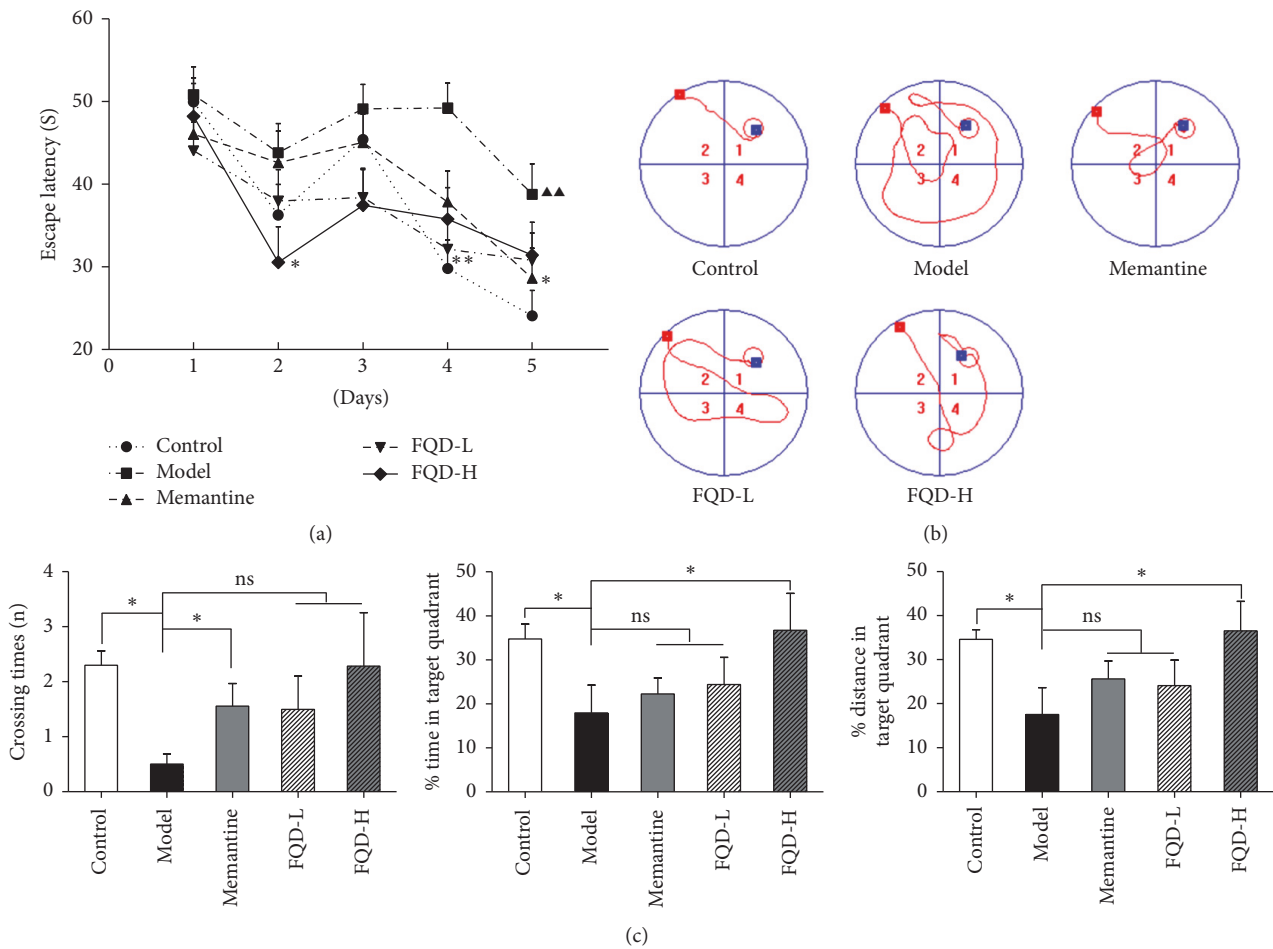 60
50
40
30
20
Escape latency (S)
0
1
2
3
4
5
(Days)
*
**
*
▲▲
Control
Model
Memantine
FQD-L
FQD-H
(a)
2 1
3 4
Control
2 1
3 4
Model
2 1
3 4
Memantine
2 1
3 4
FQD-L
2 1
3 4
FQD-H
(b)
4
3
2
1
0
Crossing times (n)
*
*
ns
Control
Model
Memantine
FQD-L
FQD-H
50
40
30
20
10
0
% time in target quadrant
*
ns
*
Control
Model
Memantine
FQD-L
FQD-H
50
40
30
20
10
0
% distance in
target quadrant
*
ns
*
Control
Model
Memantine
FQD-L
FQD-H
(c)